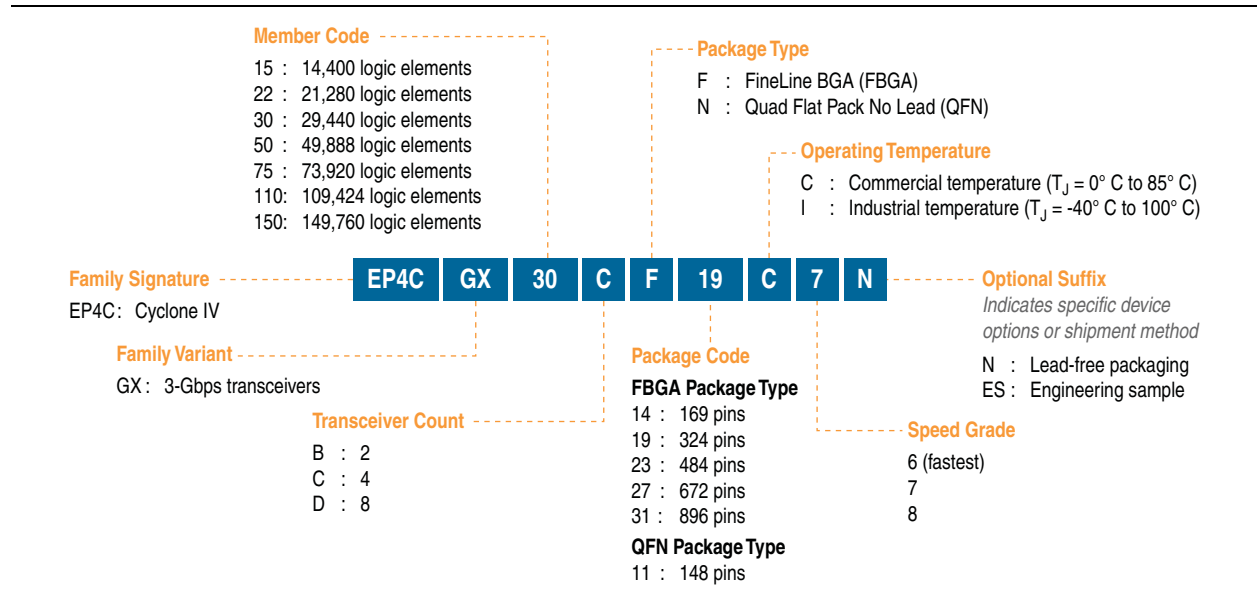 Member Code
15 : 14,400 logic elements
22 : 21,280 logic elements
30 : 29,440 logic elements
50 : 49,888 logic elements
75 : 73,920 logic elements
110: 109,424 logic elements
150: 149,760 logic elements
Package Type
F : FineLine BGA (FBGA)
N : Quad Flat Pack No Lead (QFN)
Operating Temperature
C : Commercial temperature (TJ = 0° C to 85° C)
I : Industrial temperature (TJ = -40° C to 100° C)
EP4C GX 30 C F 19 C 7 N
Family Signature
EP4C: Cyclone IV
Family Variant
GX : 3-Gbps transceivers
Transceiver Count
B : 2
C : 4
D : 8
Package Code
FBGA Package Type
14 : 169 pins
19 : 324 pins
23 : 484 pins
27 : 672 pins
31 : 896 pins
QFN Package Type
11 : 148 pins
Speed Grade
6 (fastest)
7
8
Optional Suffix
Indicates specific device
options or shipment method
N : Lead-free packaging
ES : Engineering sample